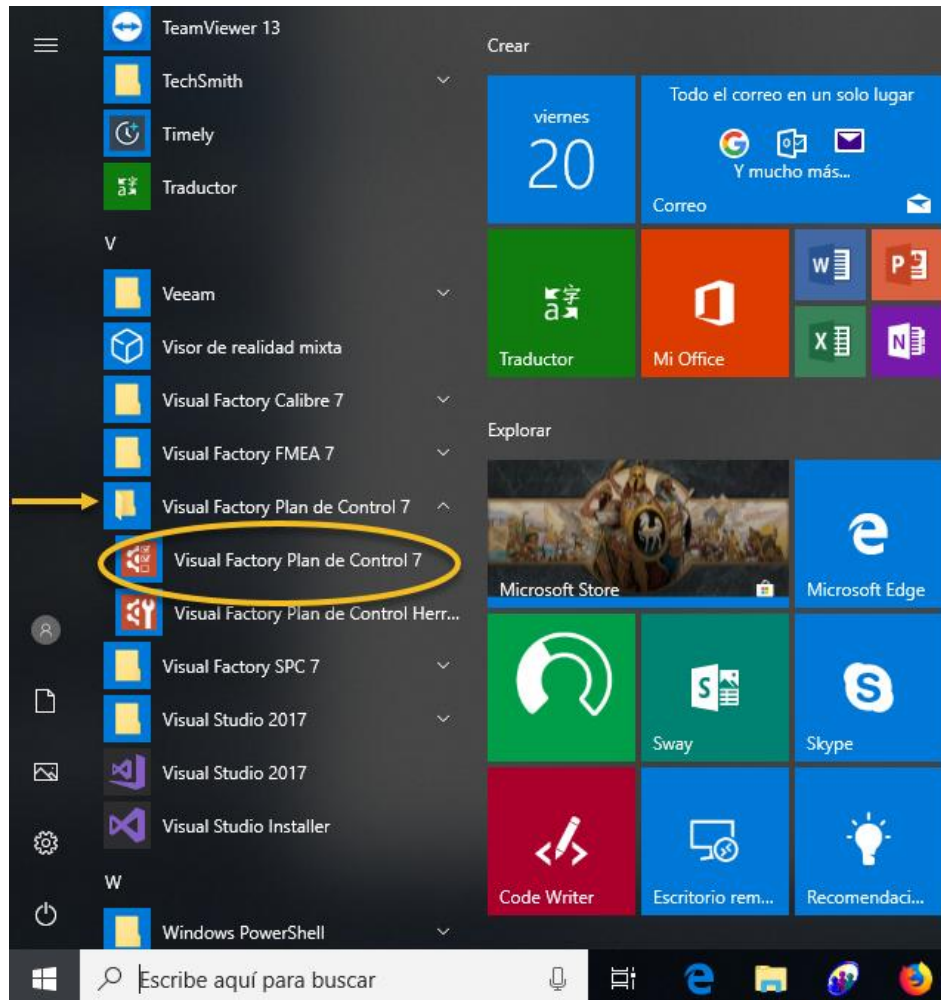 TeamViewer 13
TechSmith
Timely
Traductor
V
Veeam
Visor de realidad mixta
Visual Factory Calibre 7
Visual Factory FMEA 7
Visual Factory Plan de Control 7
Visual Factory Plan de Control 7
Visual Factory Plan de Control Herr...
Visual Factory SPC 7
Visual Studio 2017
Visual Studio 2017
Visual Studio Installer
W
Windows PowerShell
Crear
viernes
20
Todo el correo en un solo lugar
Y mucho más...
Correo
Traductor
Mi Office
Explorar
Microsoft Store
Microsoft Edge
Sway
Skype
Code Writer
Escritorio rem...
Recomendaci...
Escribe aquí para buscar